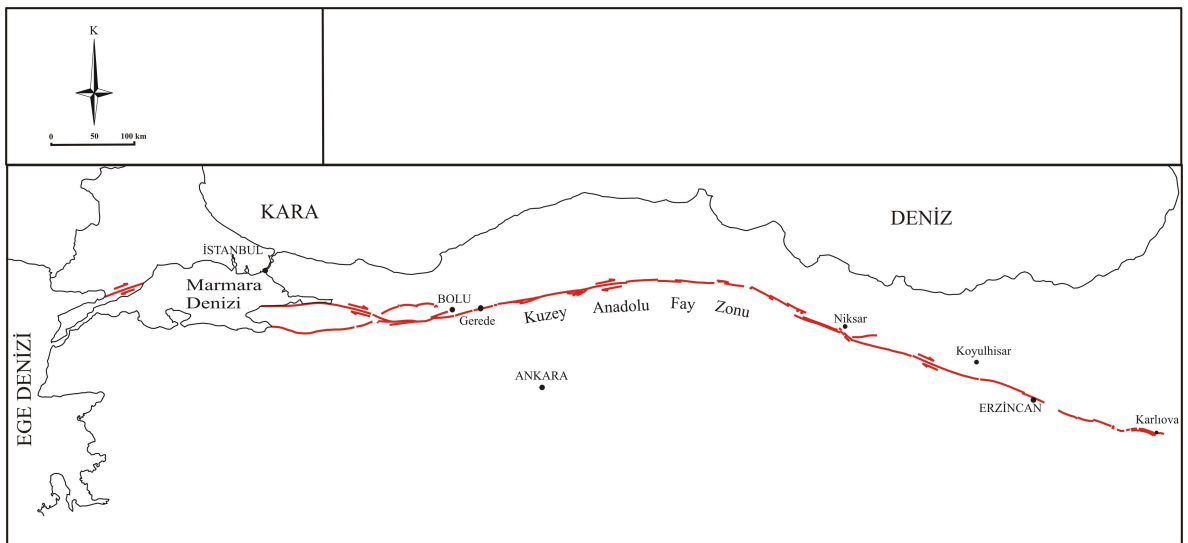 K
0 50 100 km
KARA
DENİZ
İSTANBUL
Marmara
Denizi
BOLU
Gerede
Kuzey Anadolu Fay Zonu
Niksar
Koyulhisar
ANKARA
ERZİNCAN
Karlıova
EGE DENİZİ